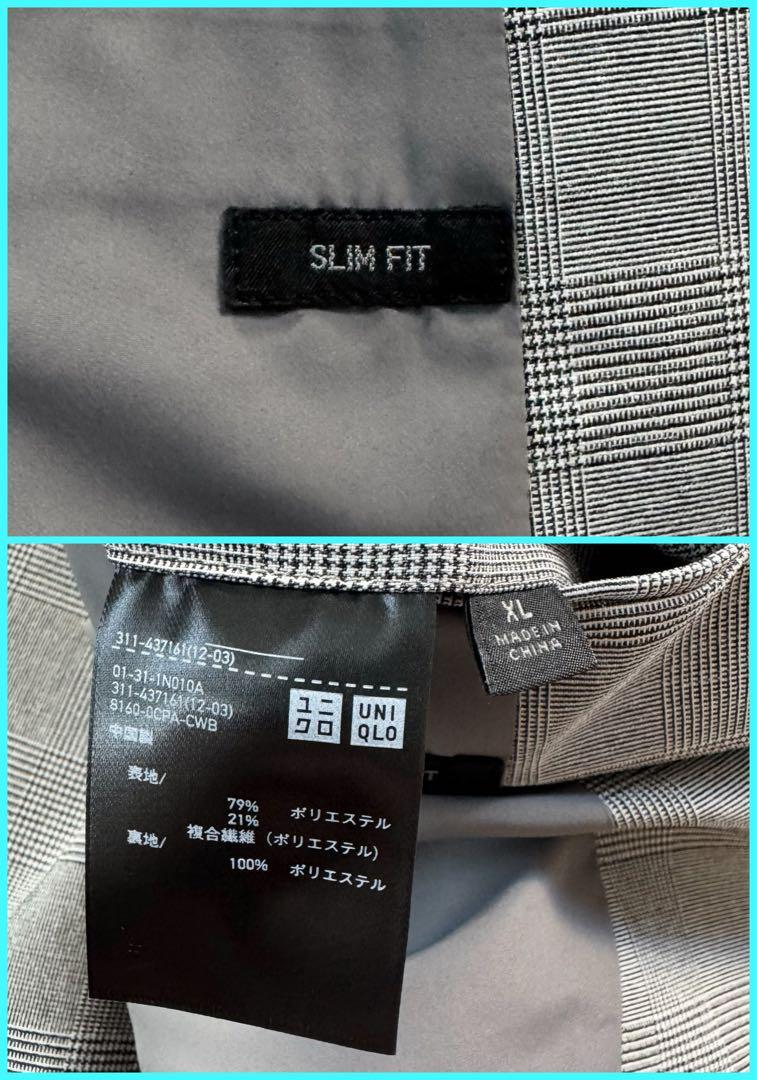 SLIM FIT
XL
MADE IN
CHINA
311-437161(12-03)
01-31-1N010A
311-437161(12-03)
8160-0CPA-CWB
中国製
ユニ
クロ
UNI
QLO
表地/
79% ポリエステル
21%
複合繊維 (ポリエステル)
裏地/
100% ポリエステル
T